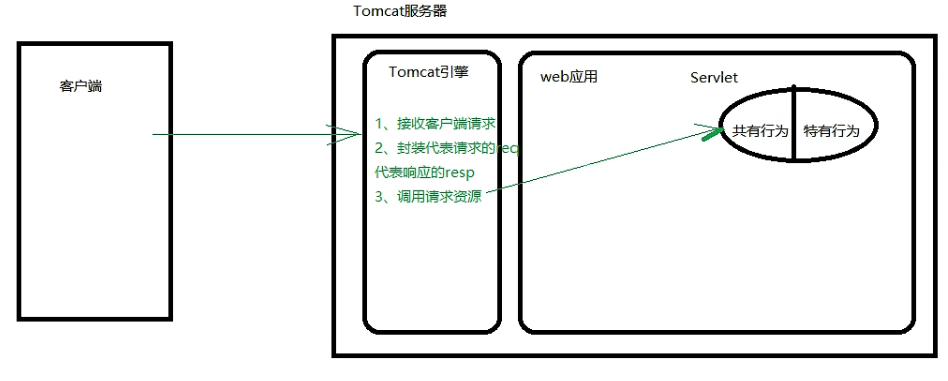 Tomcat服务器
客户端
Tomcat引擎
1、接收客户端请求
2、封装代表请求的req
代表响应的resp
3、调用请求资源
web应用
Servlet
共有行为
特有行为